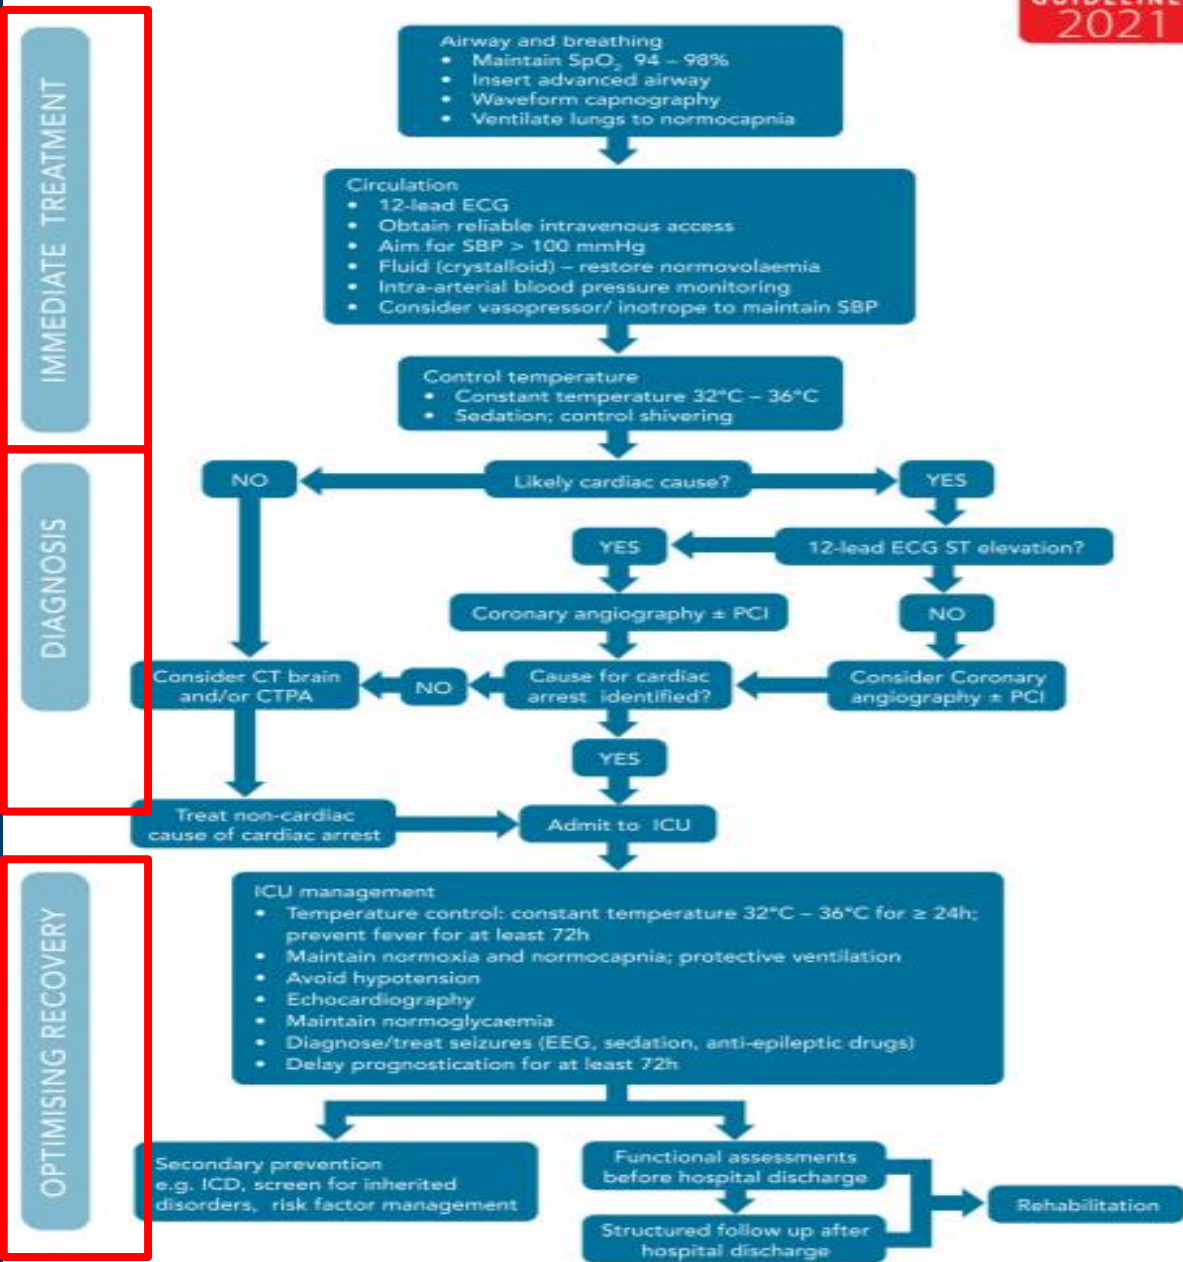 GUIDELINE
2021
IMMEDIATE TREATMENT
Airway and breathing
• Maintain SpO₂ 94 – 98%
• Insert advanced airway
• Waveform capnography
• Ventilate lungs to normocapnia
Circulation
• 12-lead ECG
• Obtain reliable intravenous access
• Aim for SBP > 100 mmHg
• Fluid (crystalloid) – restore normovolaemia
• Intra-arterial blood pressure monitoring
• Consider vasopressor/ inotrope to maintain SBP
Control temperature
• Constant temperature 32°C – 36°C
• Sedation; control shivering
DIAGNOSIS
NO
Likely cardiac cause?
YES
YES
12-lead ECG ST elevation?
Coronary angiography ± PCI
NO
Consider CT brain
and/or CTPA
NO
Cause for cardiac
arrest identified?
Consider Coronary
angiography ± PCI
YES
Treat non-cardiac
cause of cardiac arrest
Admit to ICU
OPTIMISING RECOVERY
ICU management
• Temperature control: constant temperature 32°C – 36°C for ≥ 24h;
prevent fever for at least 72h
• Maintain normoxia and normocapnia; protective ventilation
• Avoid hypotension
• Echocardiography
• Maintain normoglycaemia
• Diagnose/treat seizures (EEG, sedation, anti-epileptic drugs)
• Delay prognostication for at least 72h
Secondary prevention
e.g. ICD, screen for inherited
disorders, risk factor management
Functional assessments
before hospital discharge
Structured follow up after
hospital discharge
Rehabilitation